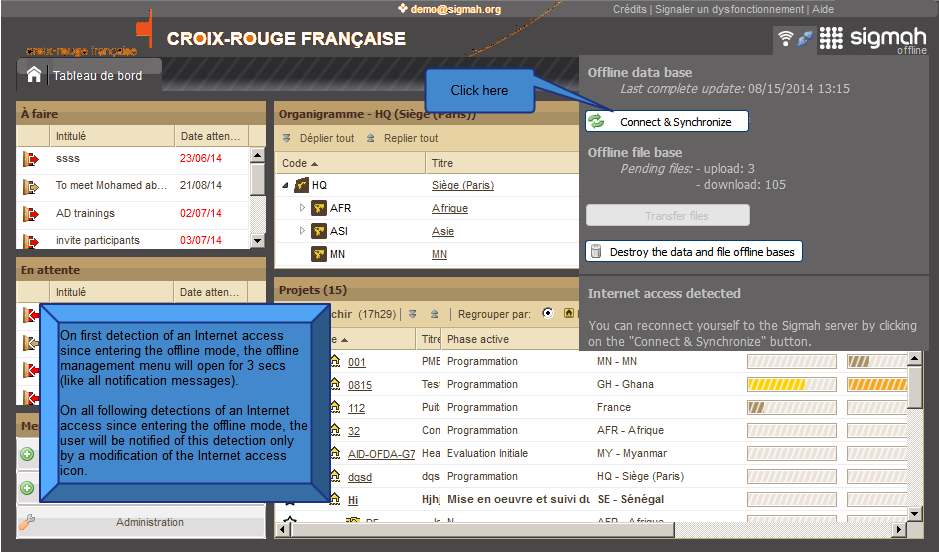 demo@sigmah.org
Crédits | Signaler un dysfonctionnement | Aide
croix-rouge française
CROIX-ROUGE FRANÇAISE
sigmah
offline
Tableau de bord
Offline data base
Last complete update: 08/15/2014 13:15
Click here
Connect & Synchronize
Offline file base
Pending files: - upload: 3
- download: 105
Transfer files
Destroy the data and file offline bases
Internet access detected
You can reconnect yourself to the Sigmah server by clicking
on the "Connect & Synchronize" button.
À faire
Intitulé Date atten...
ssss 23/06/14
To meet Mohamed ab... 21/08/14
AD trainings 02/07/14
invite participants 03/07/14
Organigramme - HQ (Siège (Paris))
Déplier tout Replier tout
Code Titre
HQ Siège (Paris)
AFR Afrique
ASI Asie
MN MN
En attente
Intitulé Date atten...
On first detection of an Internet access
since entering the offline mode, the offline
management menu will open for 3 secs
(like all notification messages).
On all following detections of an Internet
access since entering the offline mode, the
user will be notified of this detection only
by a modification of the Internet access
icon.
Me
Administration
Projets (15)
chir (17h29) Regrouper par:
e Titre Phase active
001 PME Programmation MN - MN
0815 Tes Programmation GH - Ghana
112 Puit Programmation France
32 Con Programmation AFR - Afrique
AID-OFDA-G7 Hea Evaluation Initiale MY - Myanmar
dqsd dqs Programmation HQ - Siège (Paris)
Hi Hjhj Mise en oeuvre et suivi du SE - Sénégal